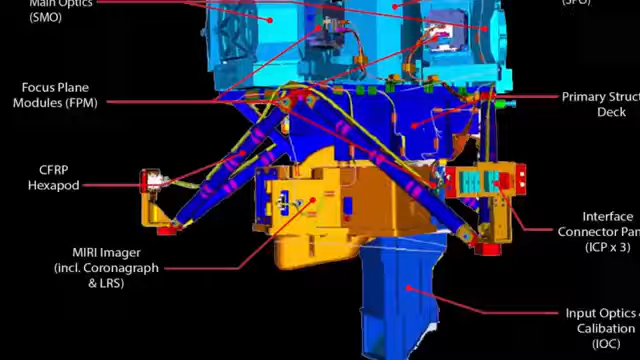 Main Optics
(SMO)
Focus Plane
Modules (FPM)
CFRP
Hexapod
MIRI Imager
(incl. Coronagraph
& LRS)
(SPO)
Primary Struct
Deck
Interface
Connector Pan
(ICP x 3)
Input Optics &
Calibation
(IOC)